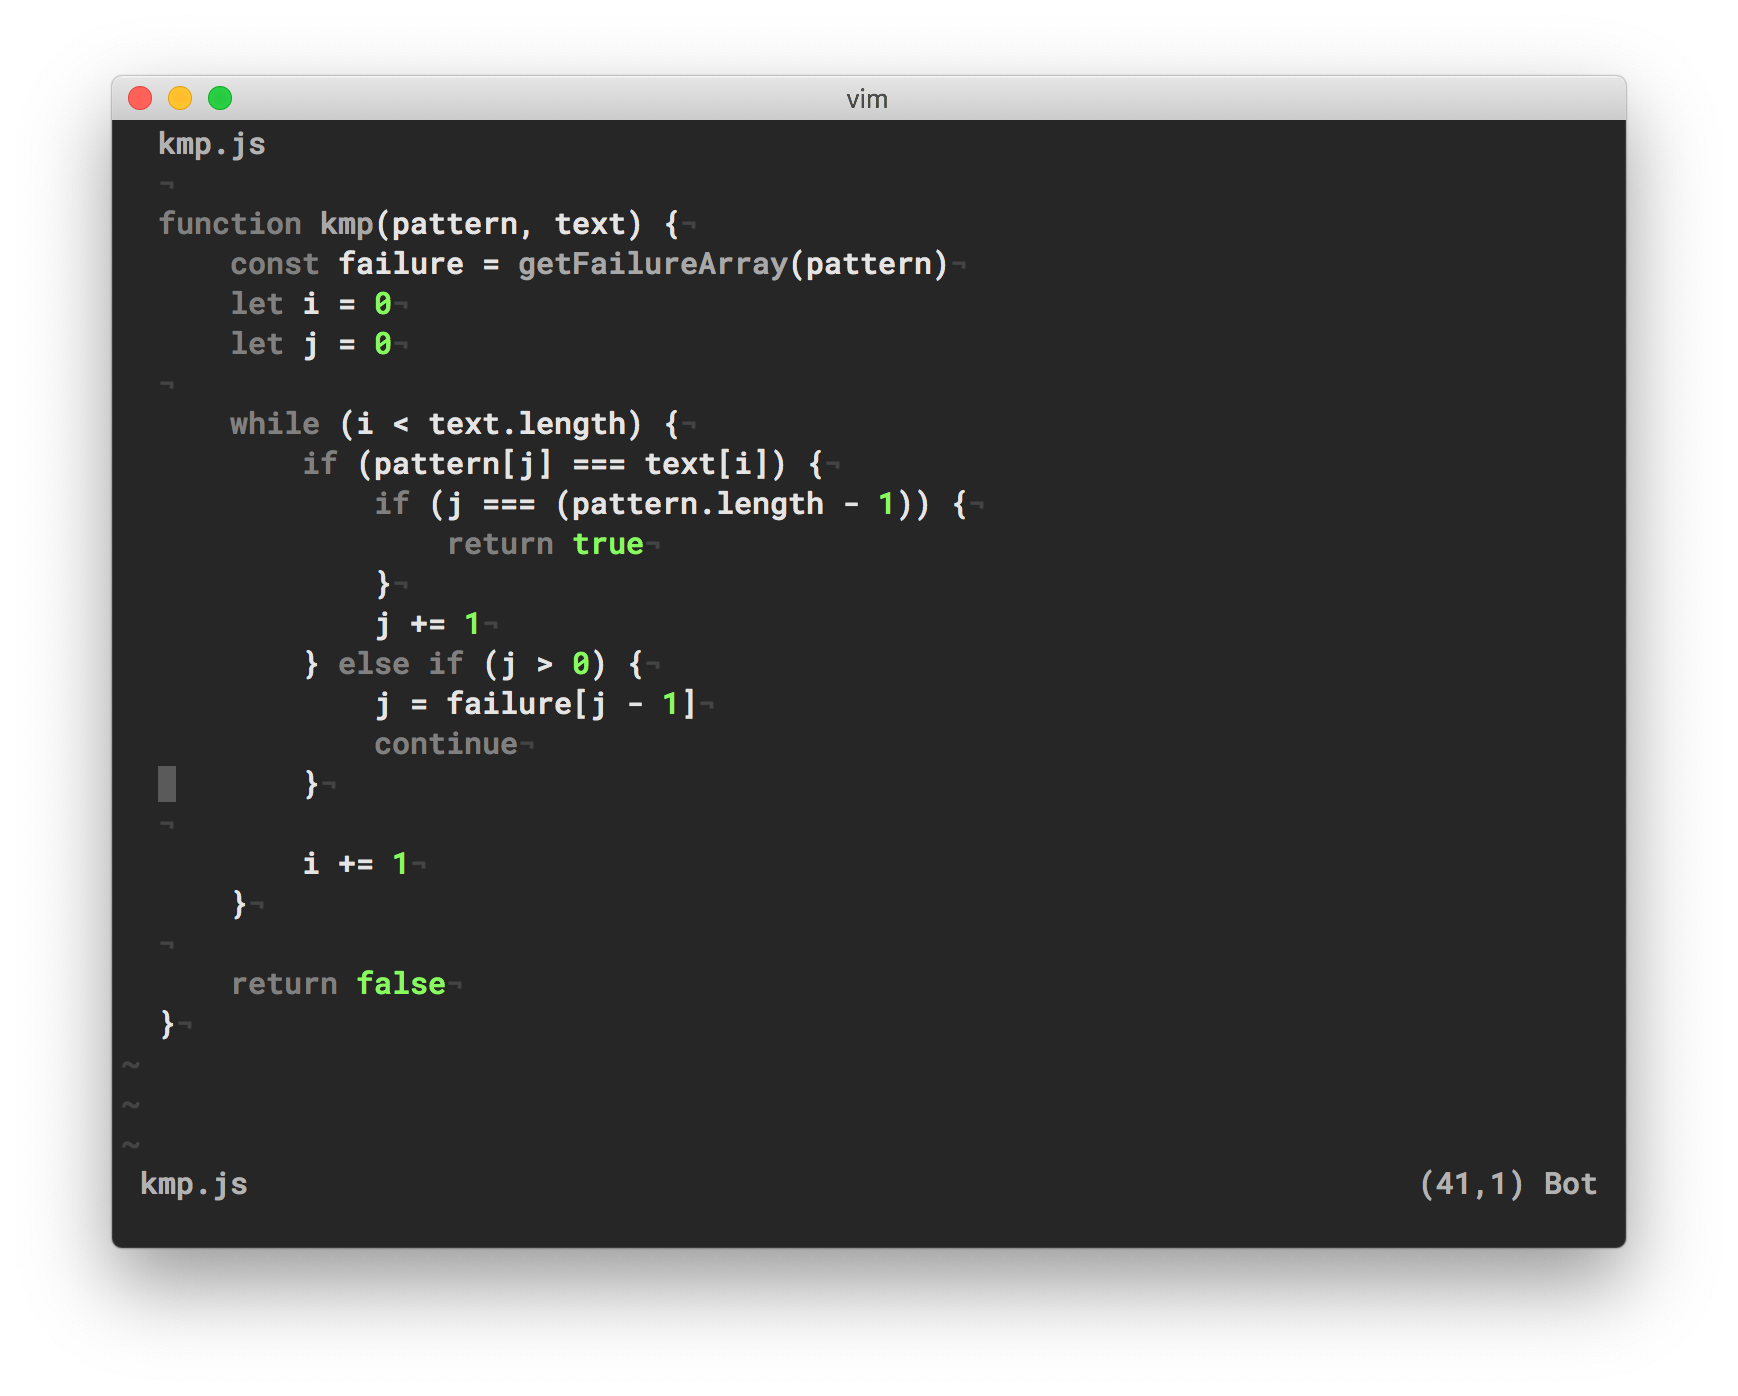 vim
kmp.js
¬
function kmp(pattern, text) {¬
    const failure = getFailureArray(pattern)¬
    let i = 0¬
    let j = 0¬
¬
    while (i < text.length) {¬
        if (pattern[j] === text[i]) {¬
            if (j === (pattern.length - 1)) {¬
                return true¬
            }¬
            j += 1¬
        } else if (j > 0) {¬
            j = failure[j - 1]¬
            continue¬
        }¬
¬
        i += 1¬
    }¬
¬
    return false¬
}¬
~
~
~
kmp.js (41,1) Bot